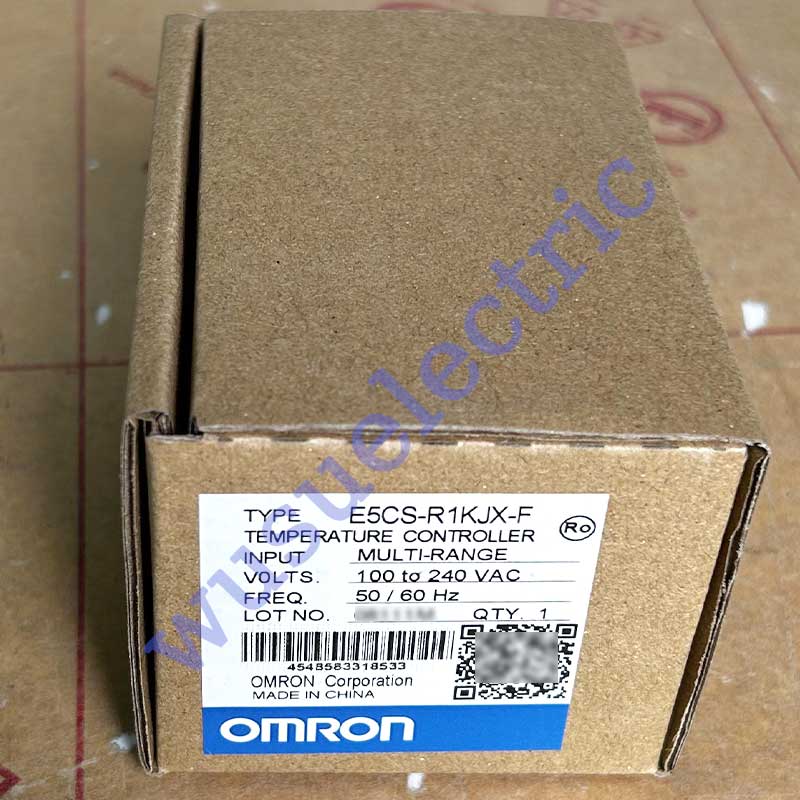 wusuelectric
TYPE E5CS-R1KJX-F
Ro
TEMPERATURE CONTROLLER
INPUT MULTI-RANGE
VOLTS. 100 to 240 VAC
FREQ. 50 / 60 Hz
LOT NO. QTY. 1
4548583318533
OMRON Corporation
MADE IN CHINA
OMRON